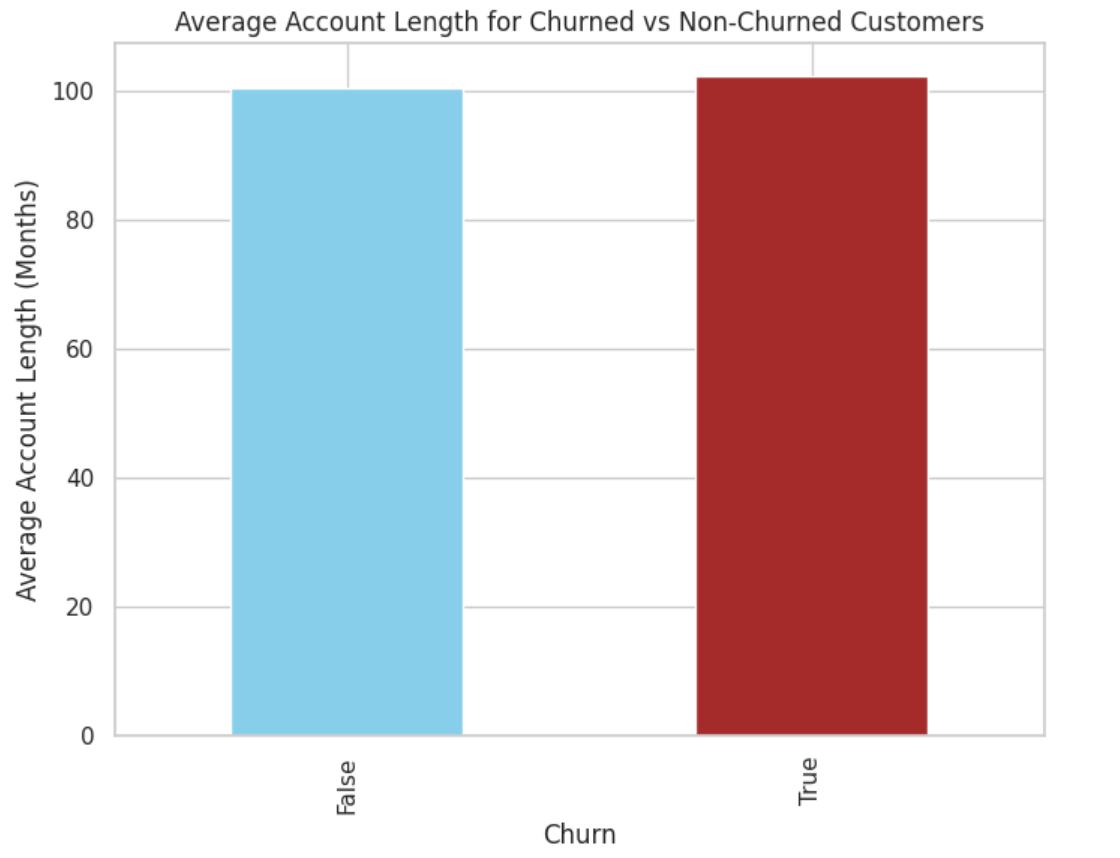 Average Account Length for Churned vs Non-Churned Customers
Average Account Length (Months)
100
80
60
40
20
0
False
True
Churn